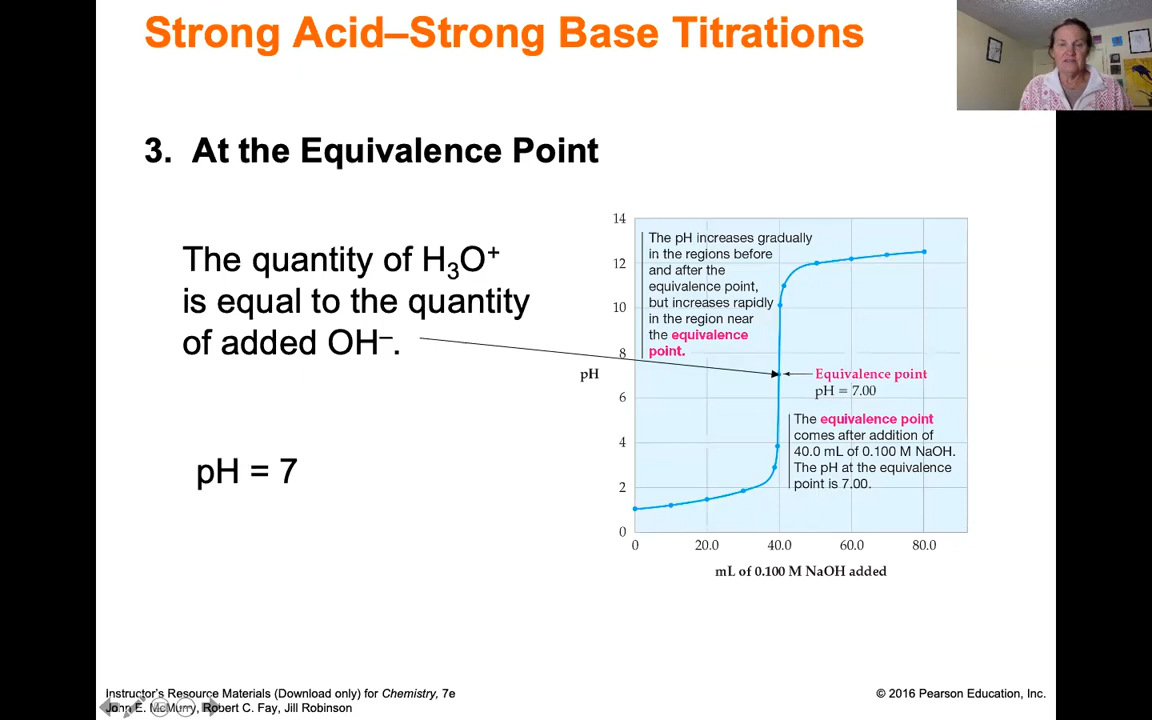 Strong Acid–Strong Base Titrations
3. At the Equivalence Point
The quantity of H₃O⁺
is equal to the quantity
of added OH⁻.
pH = 7
14
12
10
8
6
4
2
0
pH
The pH increases gradually
in the regions before
and after the
equivalence point,
but increases rapidly
in the region near
the equivalence
point.
Equivalence point
pH = 7.00
The equivalence point
comes after addition of
40.0 mL of 0.100 M NaOH.
The pH at the equivalence
point is 7.00.
0 20.0 40.0 60.0 80.0
mL of 0.100 M NaOH added
Instructor's Resource Materials (Download only) for Chemistry, 7e
John E. McMurry, Robert C. Fay, Jill Robinson
© 2016 Pearson Education, Inc.